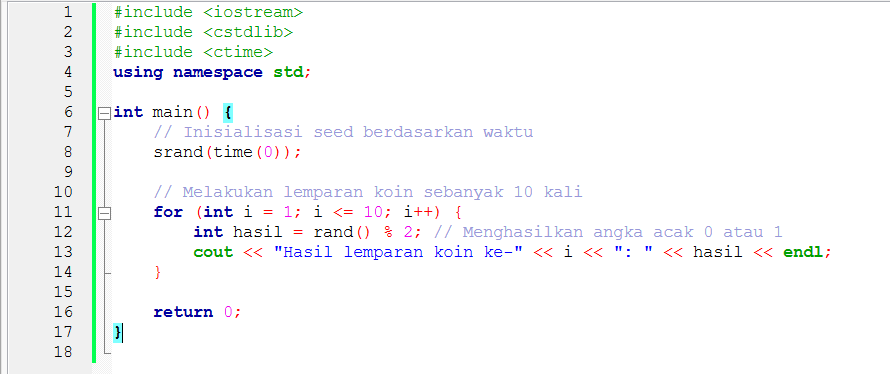 1 #include <iostream>
2 #include <cstdlib>
3 #include <ctime>
4 using namespace std;
5
6 int main() {
7 // Inisialisasi seed berdasarkan waktu
8 srand(time(0));
9
10 // Melakukan lemparan koin sebanyak 10 kali
11 for (int i = 1; i <= 10; i++) {
12 int hasil = rand() % 2; // Menghasilkan angka acak 0 atau 1
13 cout << "Hasil lemparan koin ke-" << i << ": " << hasil << endl;
14 }
15
16 return 0;
17 }
18